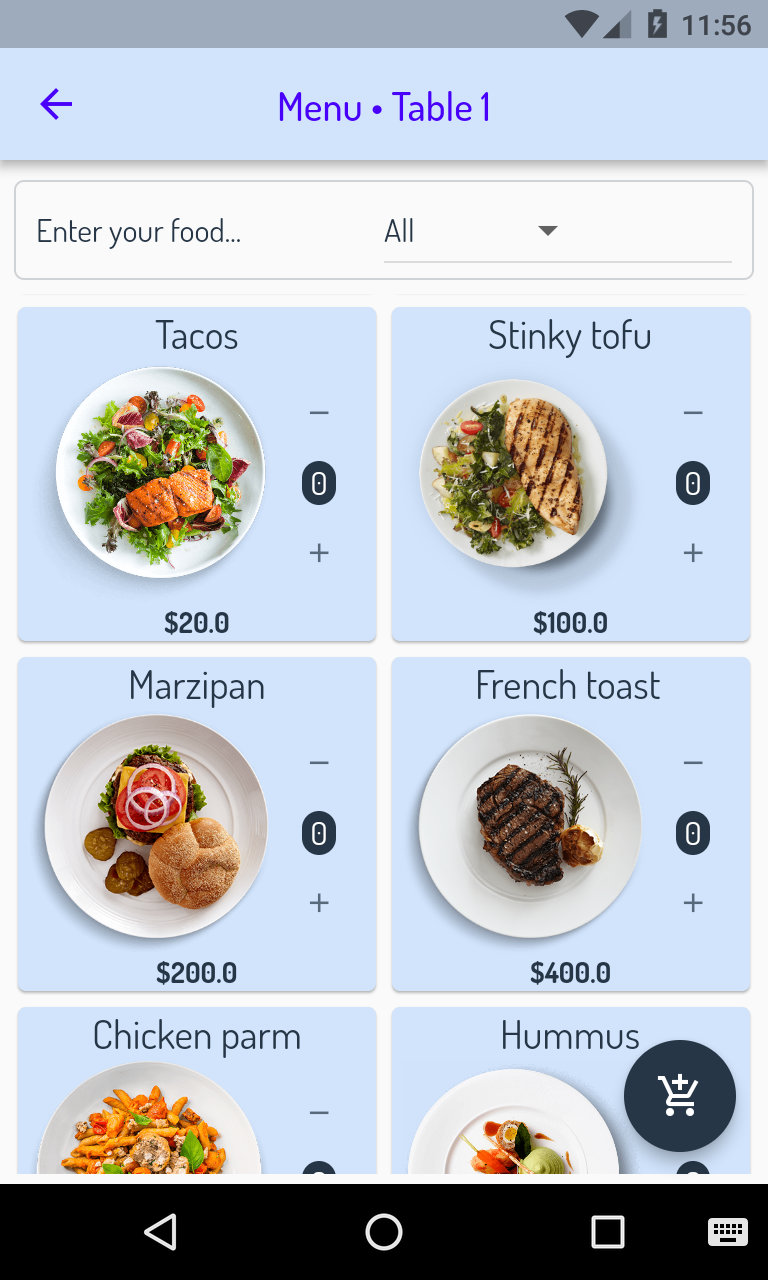 11:56
Menu • Table 1
Enter your food...
All
Tacos
0
$20.0
Stinky tofu
0
$100.0
Marzipan
0
$200.0
French toast
0
$400.0
Chicken parm
Hummus